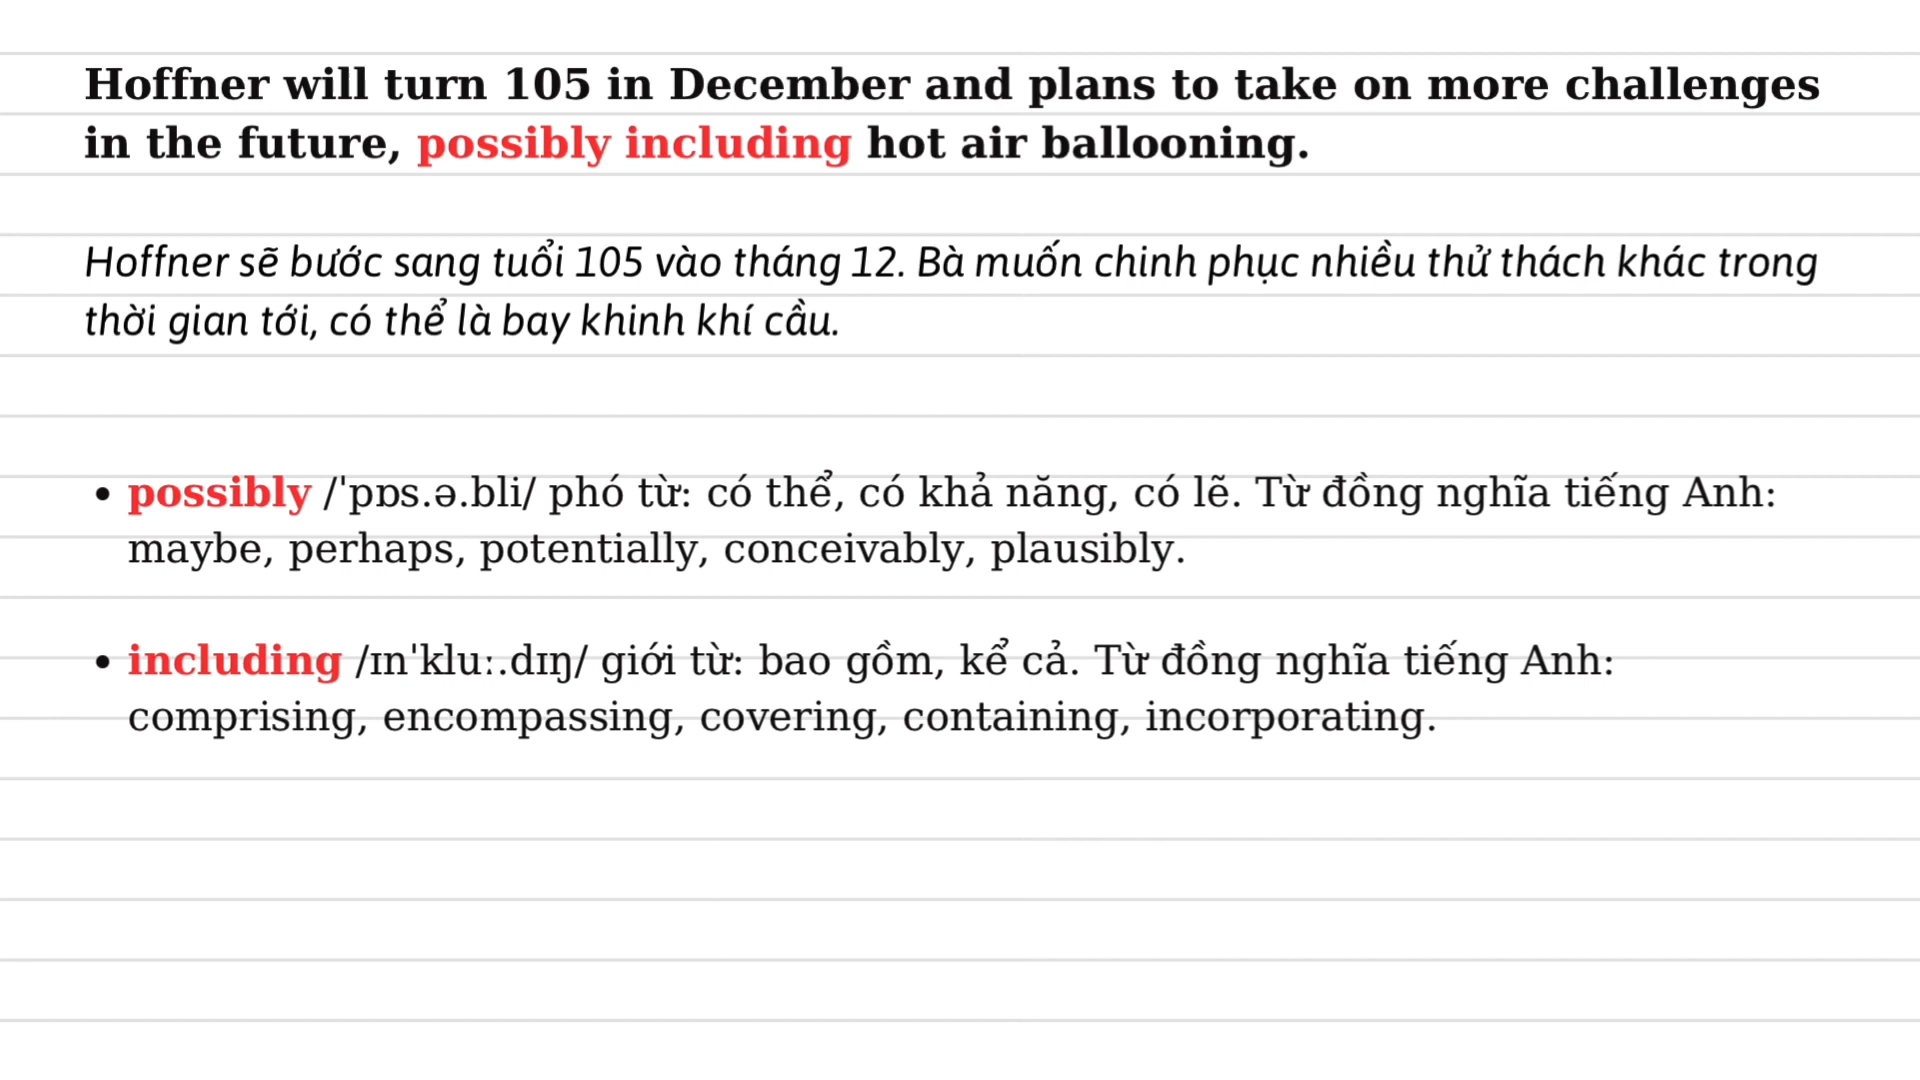 Hoffner will turn 105 in December and plans to take on more challenges
in the future, possibly including hot air ballooning.
Hoffner sẽ bước sang tuổi 105 vào tháng 12. Bà muốn chinh phục nhiều thử thách khác trong
thời gian tới, có thể là bay khinh khí cầu.
• possibly /ˈpɒs.ə.bli/ phó từ: có thể, có khả năng, có lẽ. Từ đồng nghĩa tiếng Anh:
maybe, perhaps, potentially, conceivably, plausibly.
• including /ɪnˈkluː.dɪŋ/ giới từ: bao gồm, kể cả. Từ đồng nghĩa tiếng Anh:
comprising, encompassing, covering, containing, incorporating.